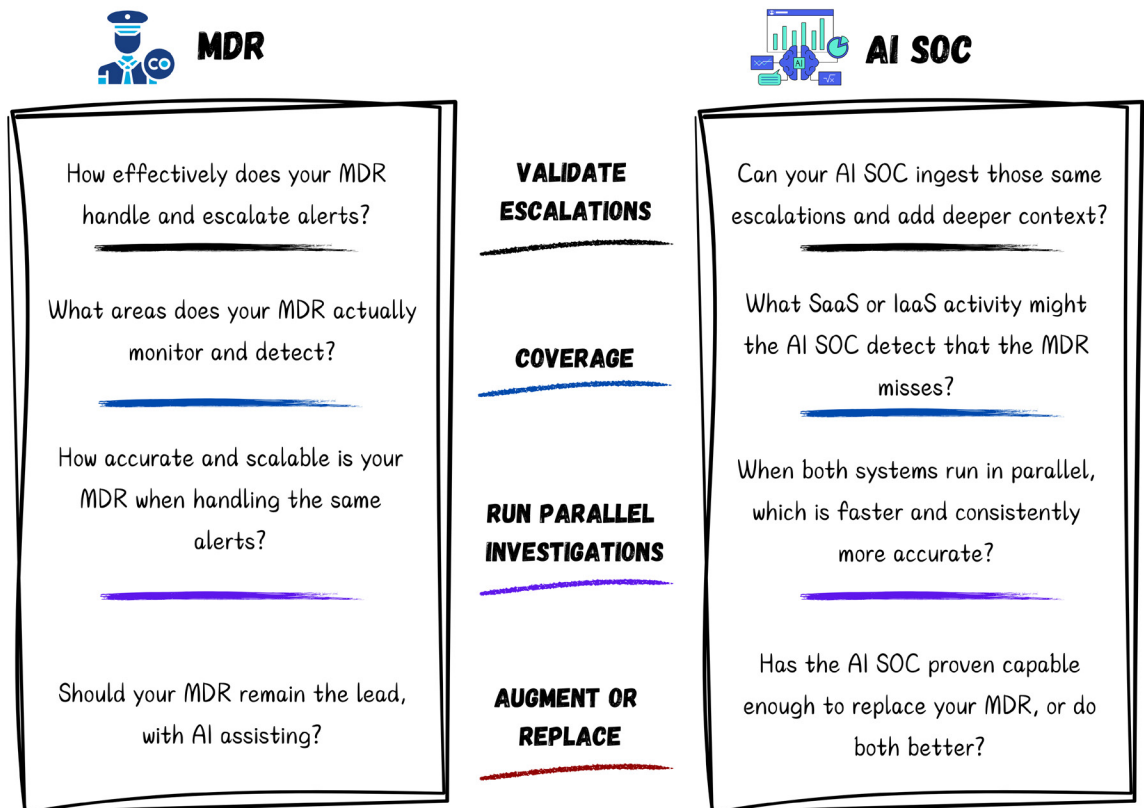 MDR
AI SOC
How effectively does your MDR
handle and escalate alerts?
VALIDATE
ESCALATIONS
Can your AI SOC ingest those same
escalations and add deeper context?
What areas does your MDR actually
monitor and detect?
COVERAGE
What SaaS or IaaS activity might
the AI SOC detect that the MDR
misses?
How accurate and scalable is your
MDR when handling the same
alerts?
RUN PARALLEL
INVESTIGATIONS
When both systems run in parallel,
which is faster and consistently
more accurate?
Should your MDR remain the lead,
with AI assisting?
AUGMENT OR
REPLACE
Has the AI SOC proven capable
enough to replace your MDR, or do
both better?
CO
AI